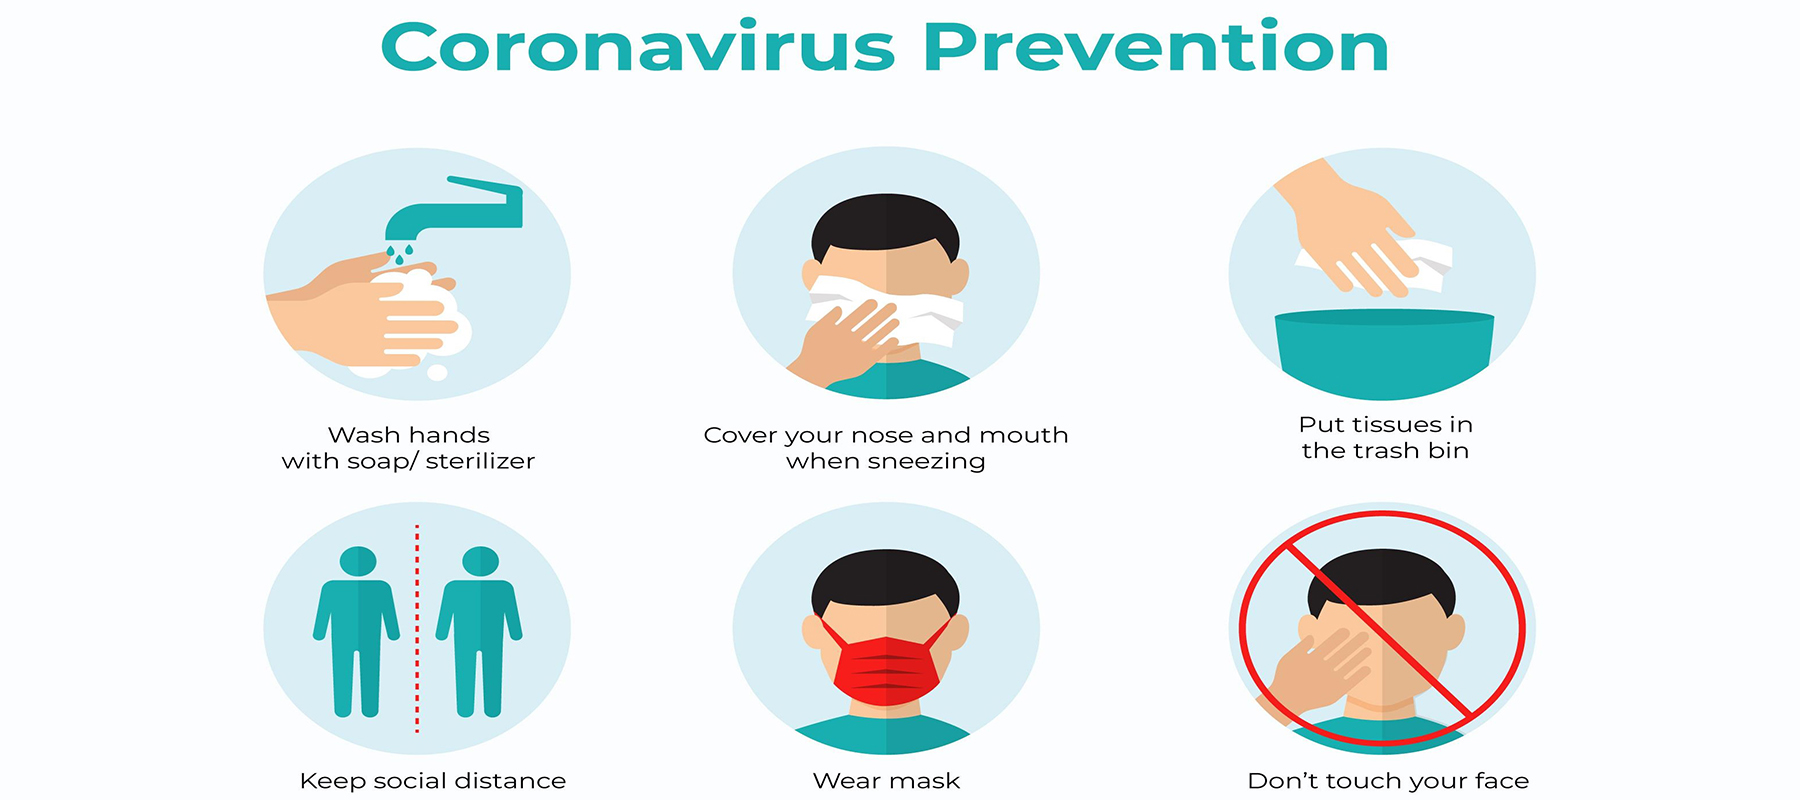 Coronavirus Prevention
Wash hands
with soap/ sterilizer
Cover your nose and mouth
when sneezing
Put tissues in
the trash bin
Keep social distance
Wear mask
Don’t touch your face